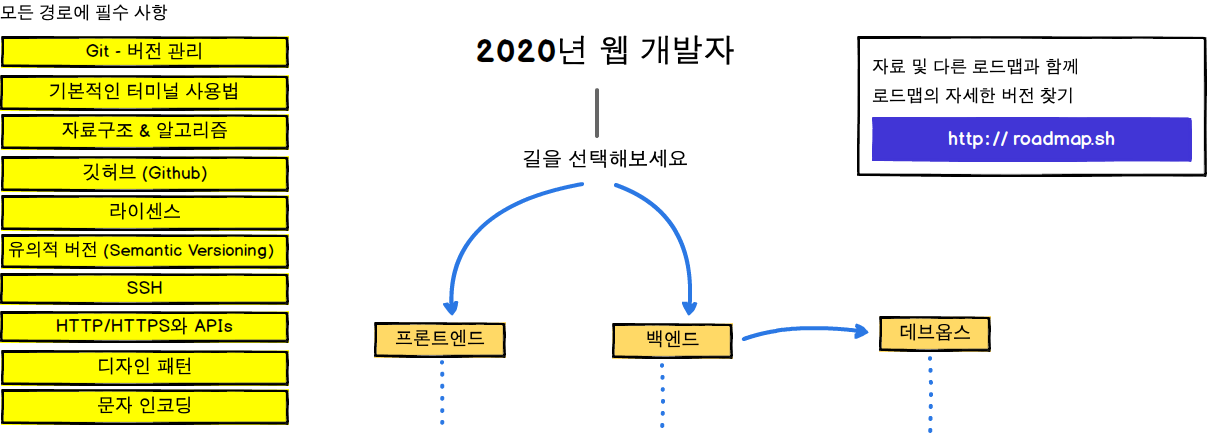 모든 경로에 필수 사항
Git - 버전 관리
기본적인 터미널 사용법
자료구조 & 알고리즘
깃허브 (Github)
라이센스
유의적 버전 (Semantic Versioning)
SSH
HTTP/HTTPS와 APIs
디자인 패턴
문자 인코딩
2020년 웹 개발자
길을 선택해보세요
프론트엔드
백엔드
데브옵스
자료 및 다른 로드맵과 함께
로드맵의 자세한 버전 찾기
http:// roadmap.sh